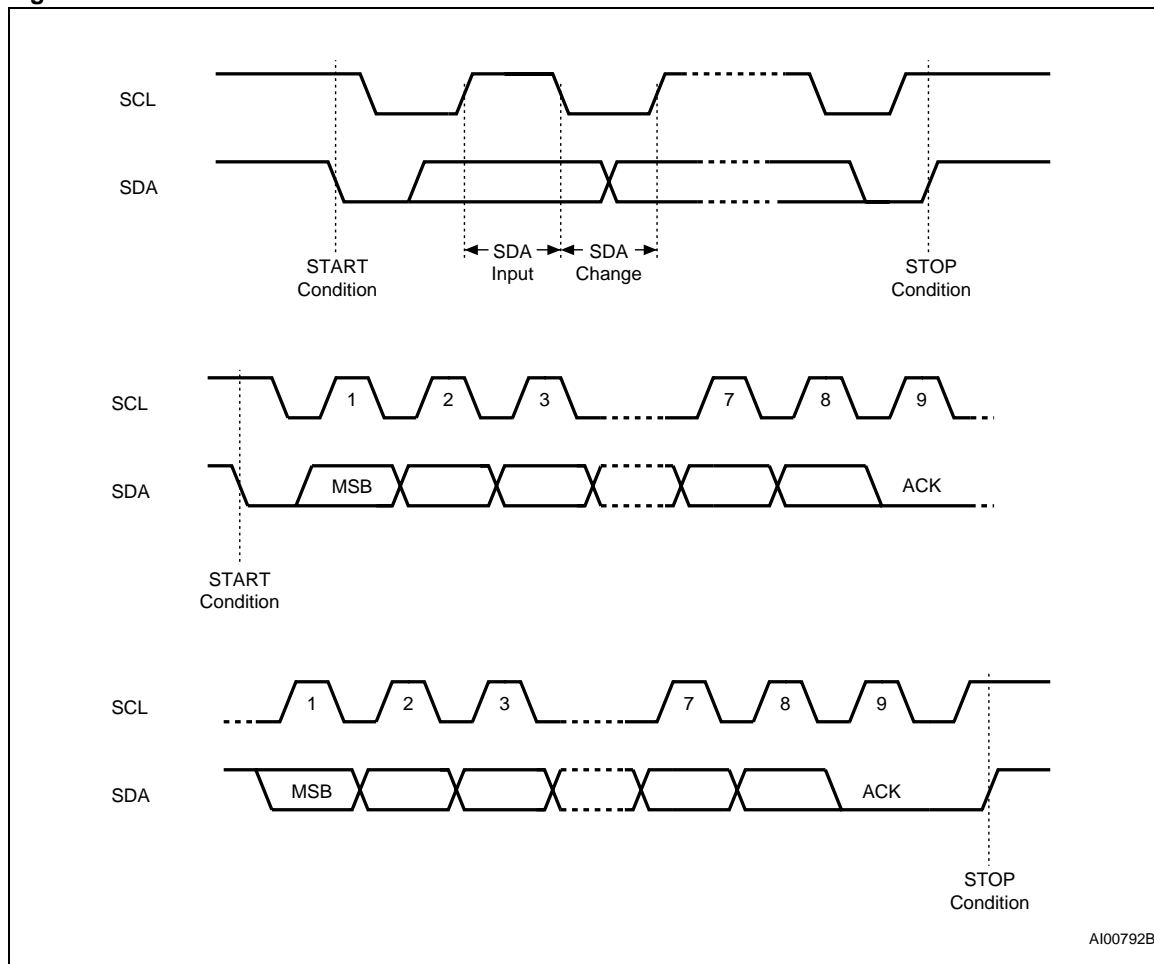 SCL
SDA
SDA
Input
SDA
Change
START
Condition
STOP
Condition
SCL
1 2 3 7 8 9
SDA
MSB ACK
START
Condition
SCL
1 2 3 7 8 9
SDA
MSB ACK
STOP
Condition
AI00792B